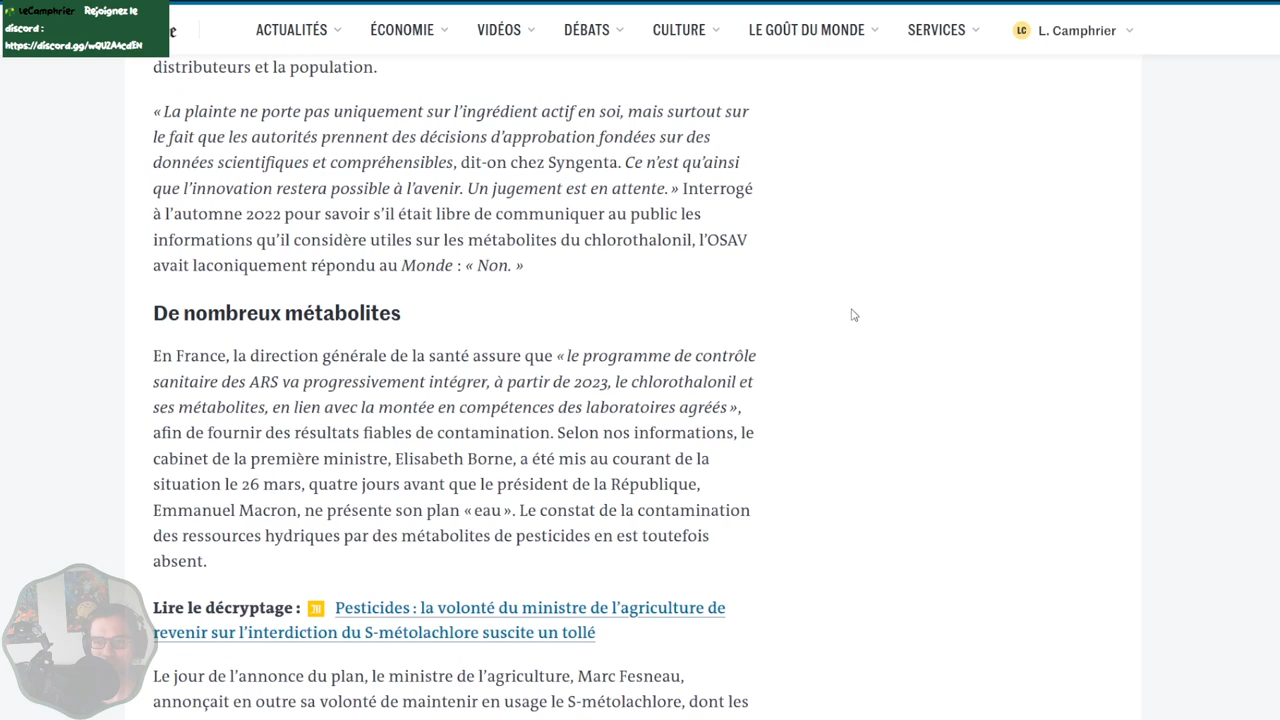 LeCamphrier Rejoignez le
discord :
https://discord.gg/wQU2AMcdEN
ACTUALITÉS ÉCONOMIE VIDÉOS DÉBATS CULTURE LE GOÛT DU MONDE SERVICES LC L. Camphrier
distributeurs et la population.
« La plainte ne porte pas uniquement sur l’ingrédient actif en soi, mais surtout sur
le fait que les autorités prennent des décisions d’approbation fondées sur des
données scientifiques et compréhensibles, dit-on chez Syngenta. Ce n’est qu’ainsi
que l’innovation restera possible à l’avenir. Un jugement est en attente. » Interrogé
à l’automne 2022 pour savoir s’il était libre de communiquer au public les
informations qu’il considère utiles sur les métabolites du chlorothalonil, l’OSAV
avait laconiquement répondu au Monde : « Non. »
De nombreux métabolites
En France, la direction générale de la santé assure que « le programme de contrôle
sanitaire des ARS va progressivement intégrer, à partir de 2023, le chlorothalonil et
ses métabolites, en lien avec la montée en compétences des laboratoires agréés »,
afin de fournir des résultats fiables de contamination. Selon nos informations, le
cabinet de la première ministre, Elisabeth Borne, a été mis au courant de la
situation le 26 mars, quatre jours avant que le président de la République,
Emmanuel Macron, ne présente son plan « eau ». Le constat de la contamination
des ressources hydriques par des métabolites de pesticides en est toutefois
absent.
Lire le décryptage : Pesticides : la volonté du ministre de l’agriculture de
revenir sur l’interdiction du S-métolachlore suscite un tollé
Le jour de l’annonce du plan, le ministre de l’agriculture, Marc Fesneau,
annonçait en outre sa volonté de maintenir en usage le S-métolachlore, dont les